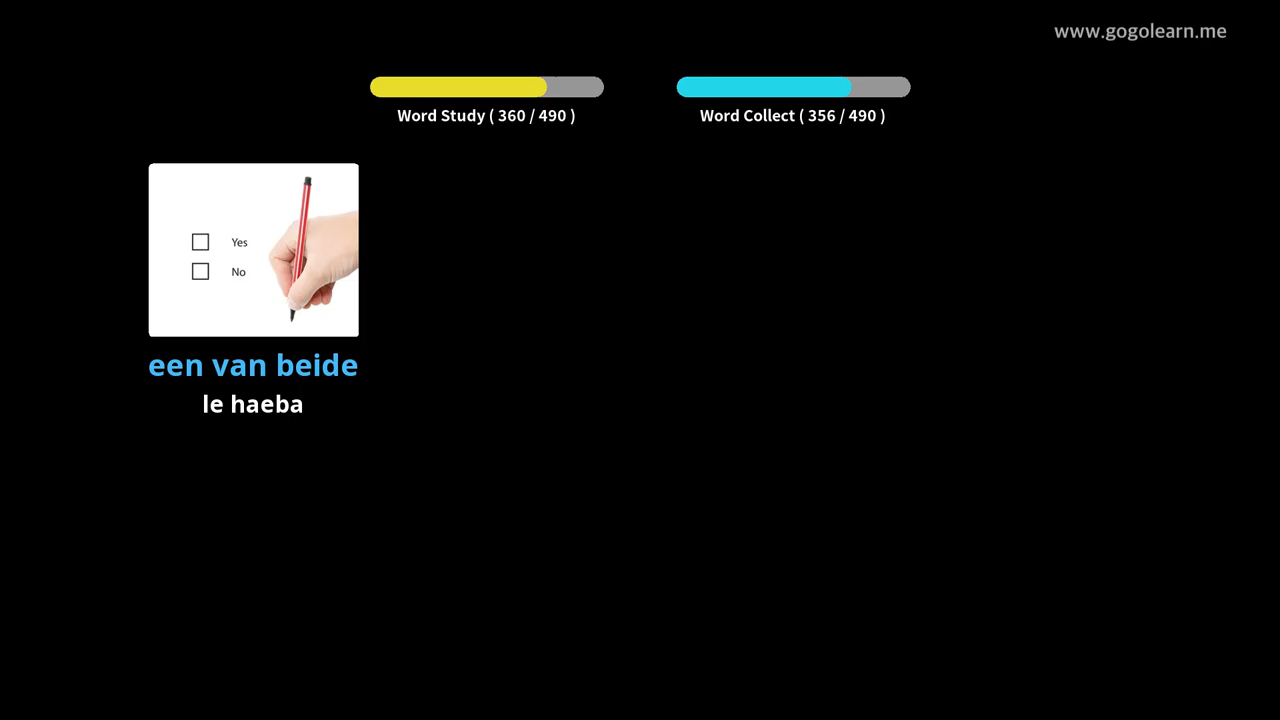 www.gogolearn.me
Word Study ( 360 / 490 )
Word Collect ( 356 / 490 )
Yes
No
een van beide
le haeba